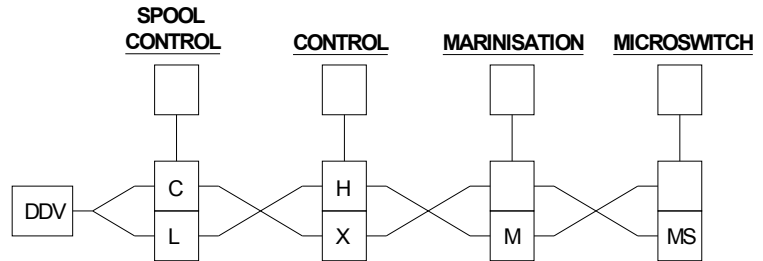 SPOOL
CONTROL
CONTROL
MARINISATION
MICROSWITCH
DDV
C
H
L
X
M
MS